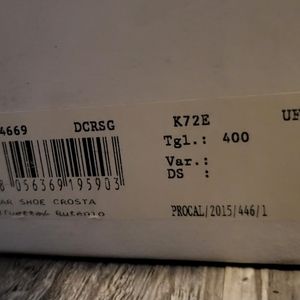 4669 DCRSG K72E UF
Tgl.: 400
Var.:
DS :
8 056369 195903
AR SHOE CROSTA
PROCAL/2015/446/1